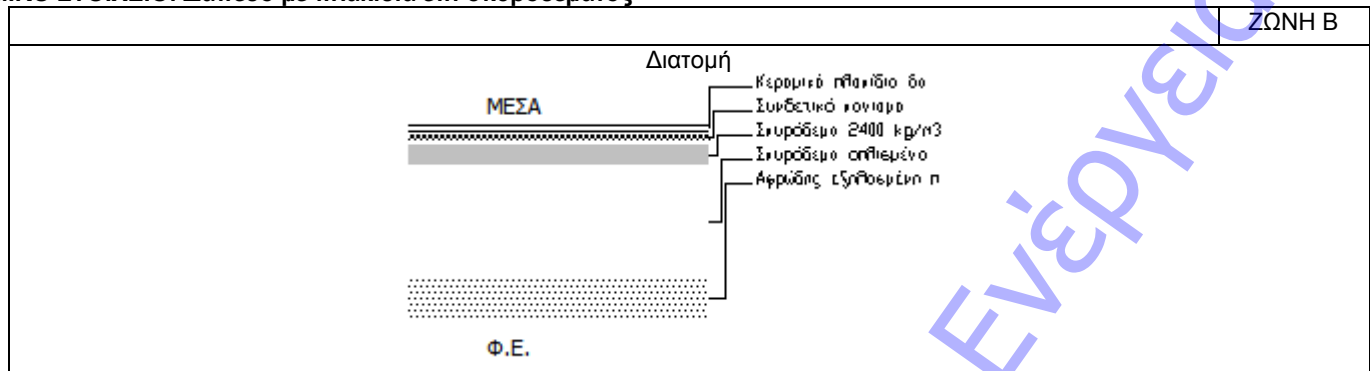 ΖΩΝΗ Β
Διατομή
ΜΕΣΑ
Κεραμικό πλακίδιο δα
Συνδετικό κονίαμα
Σκυρόδεμα 2400 kg/m3
Σκυρόδεμα οπλισμένο
Αφρώδης εξηλασμένη π
Φ.Ε.
Ενέργεια